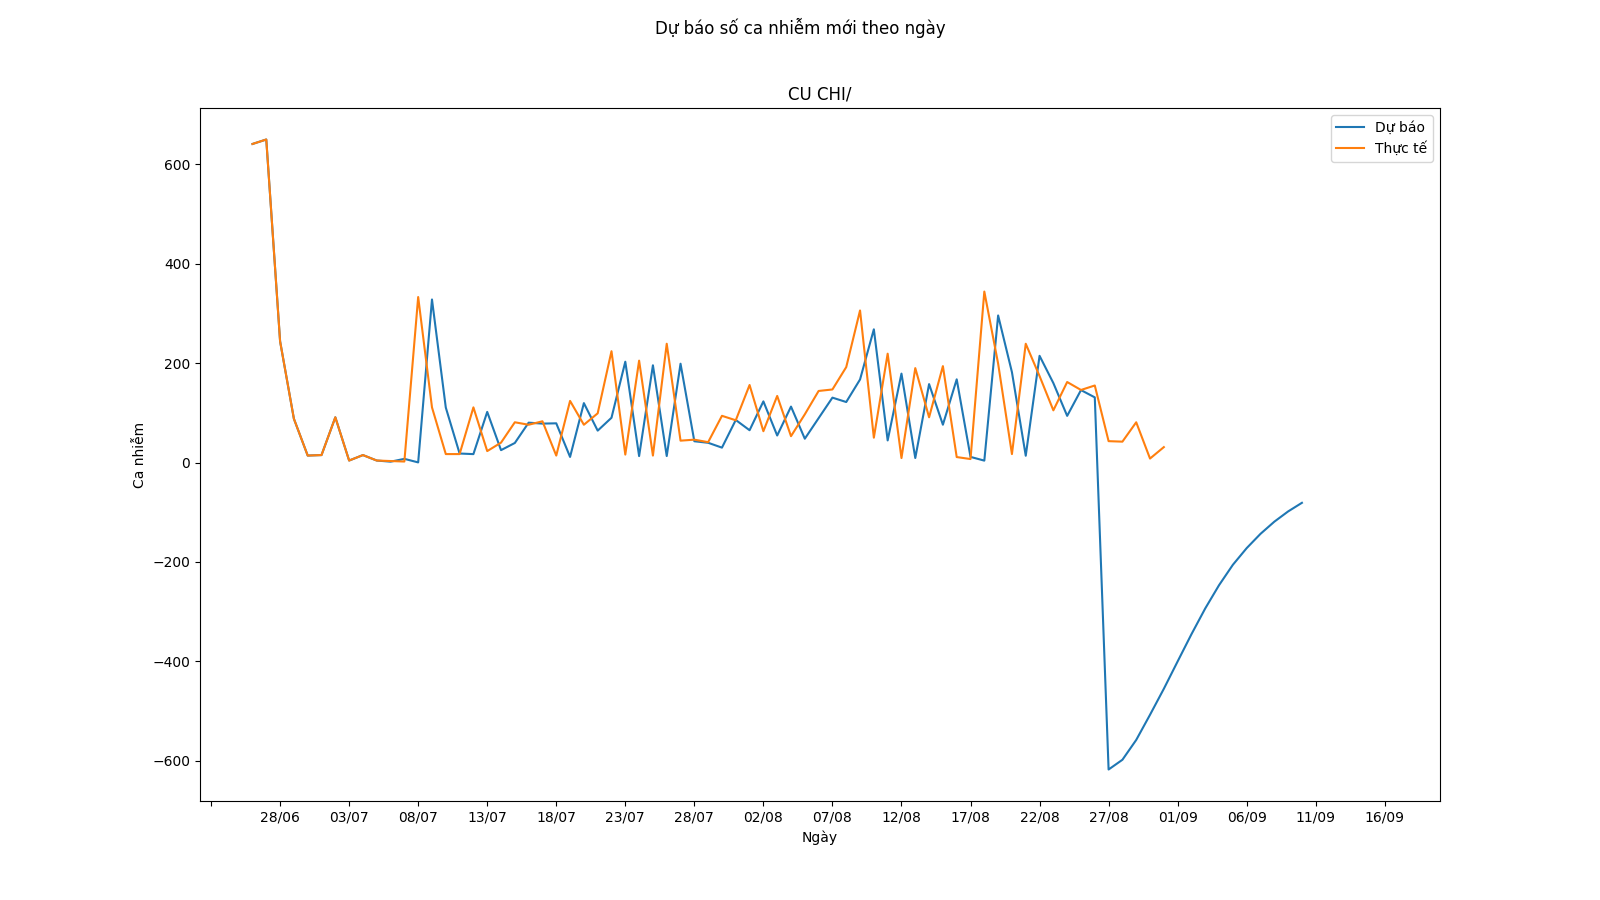 Dự báo số ca nhiễm mới theo ngày
CU CHI/
Dự báo
Thực tế
600
400
200
0
−200
−400
−600
Ca nhiễm
28/06 03/07 08/07 13/07 18/07 23/07 28/07 02/08 07/08 12/08 17/08 22/08 27/08 01/09 06/09 11/09 16/09
Ngày